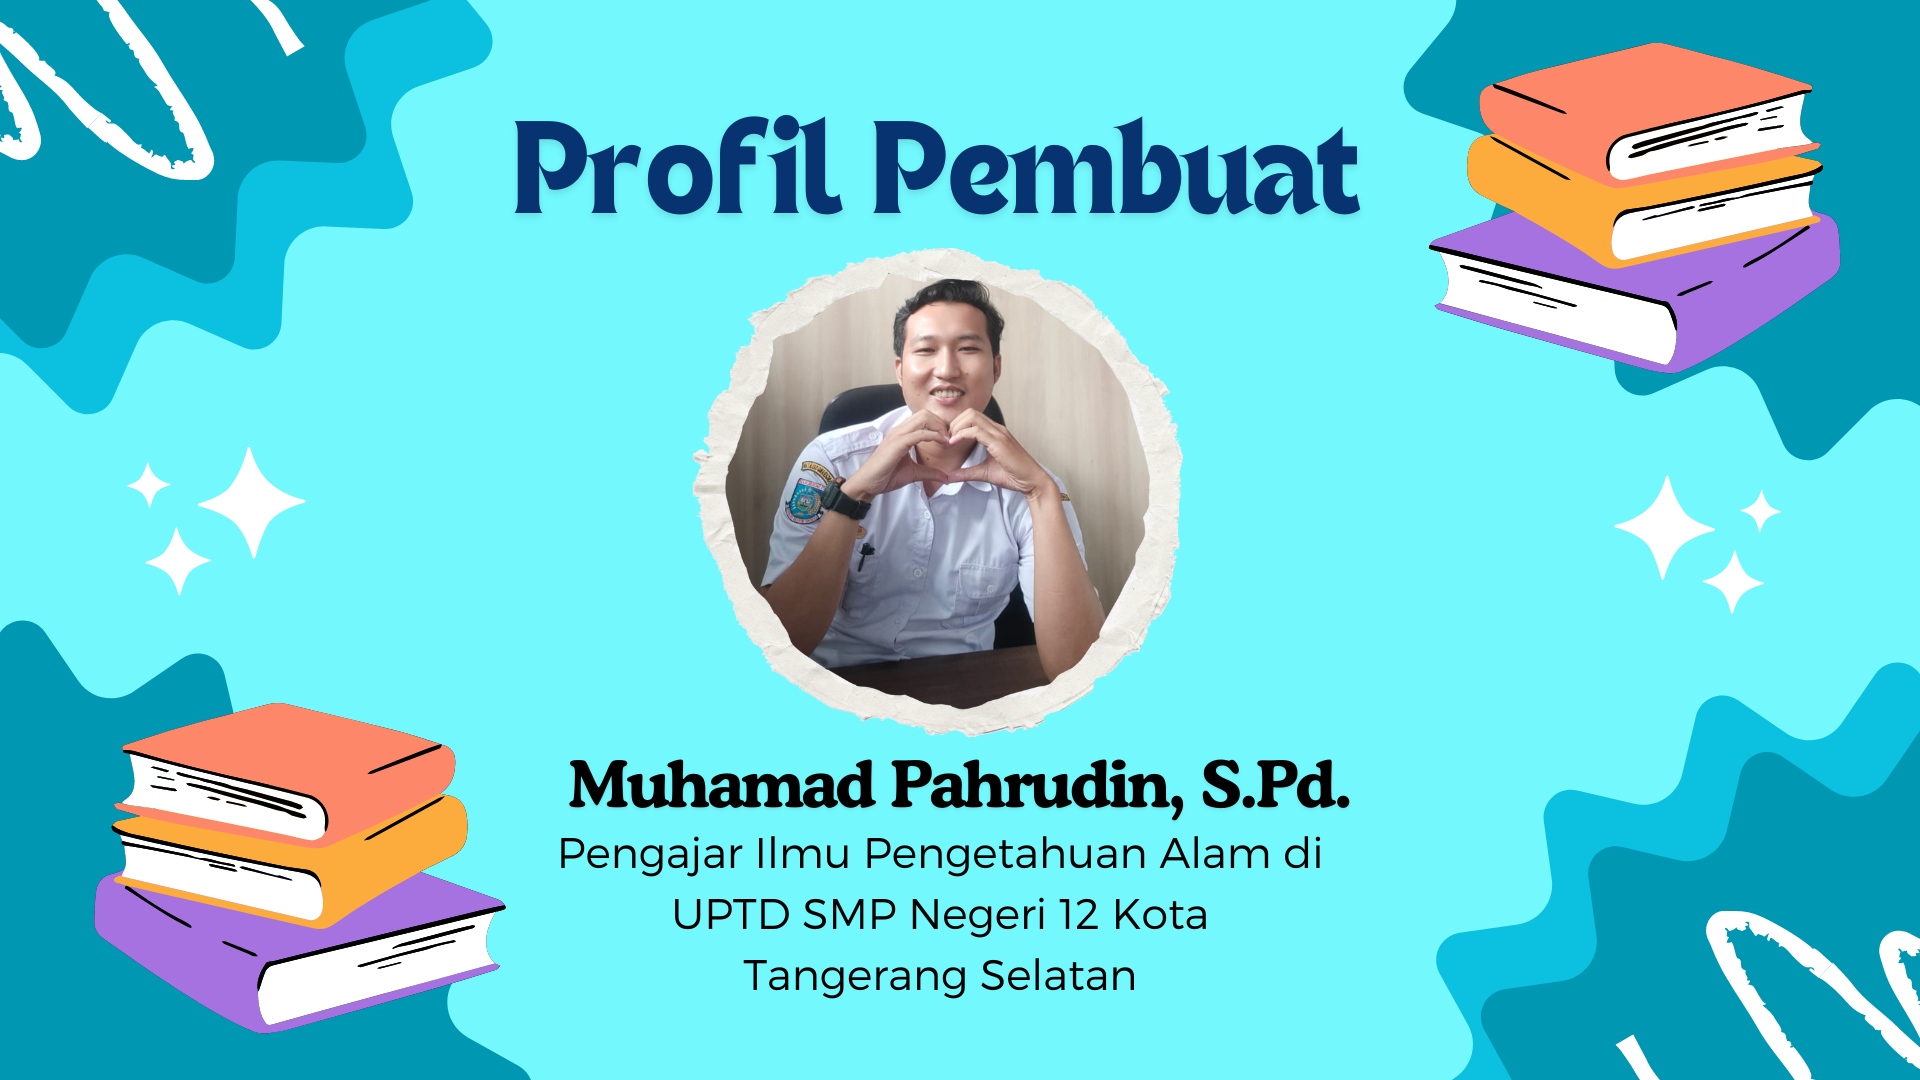 Profil Pembuat
Muhamad Pahrudin, S.Pd.
Pengajar Ilmu Pengetahuan Alam di
UPTD SMP Negeri 12 Kota
Tangerang Selatan